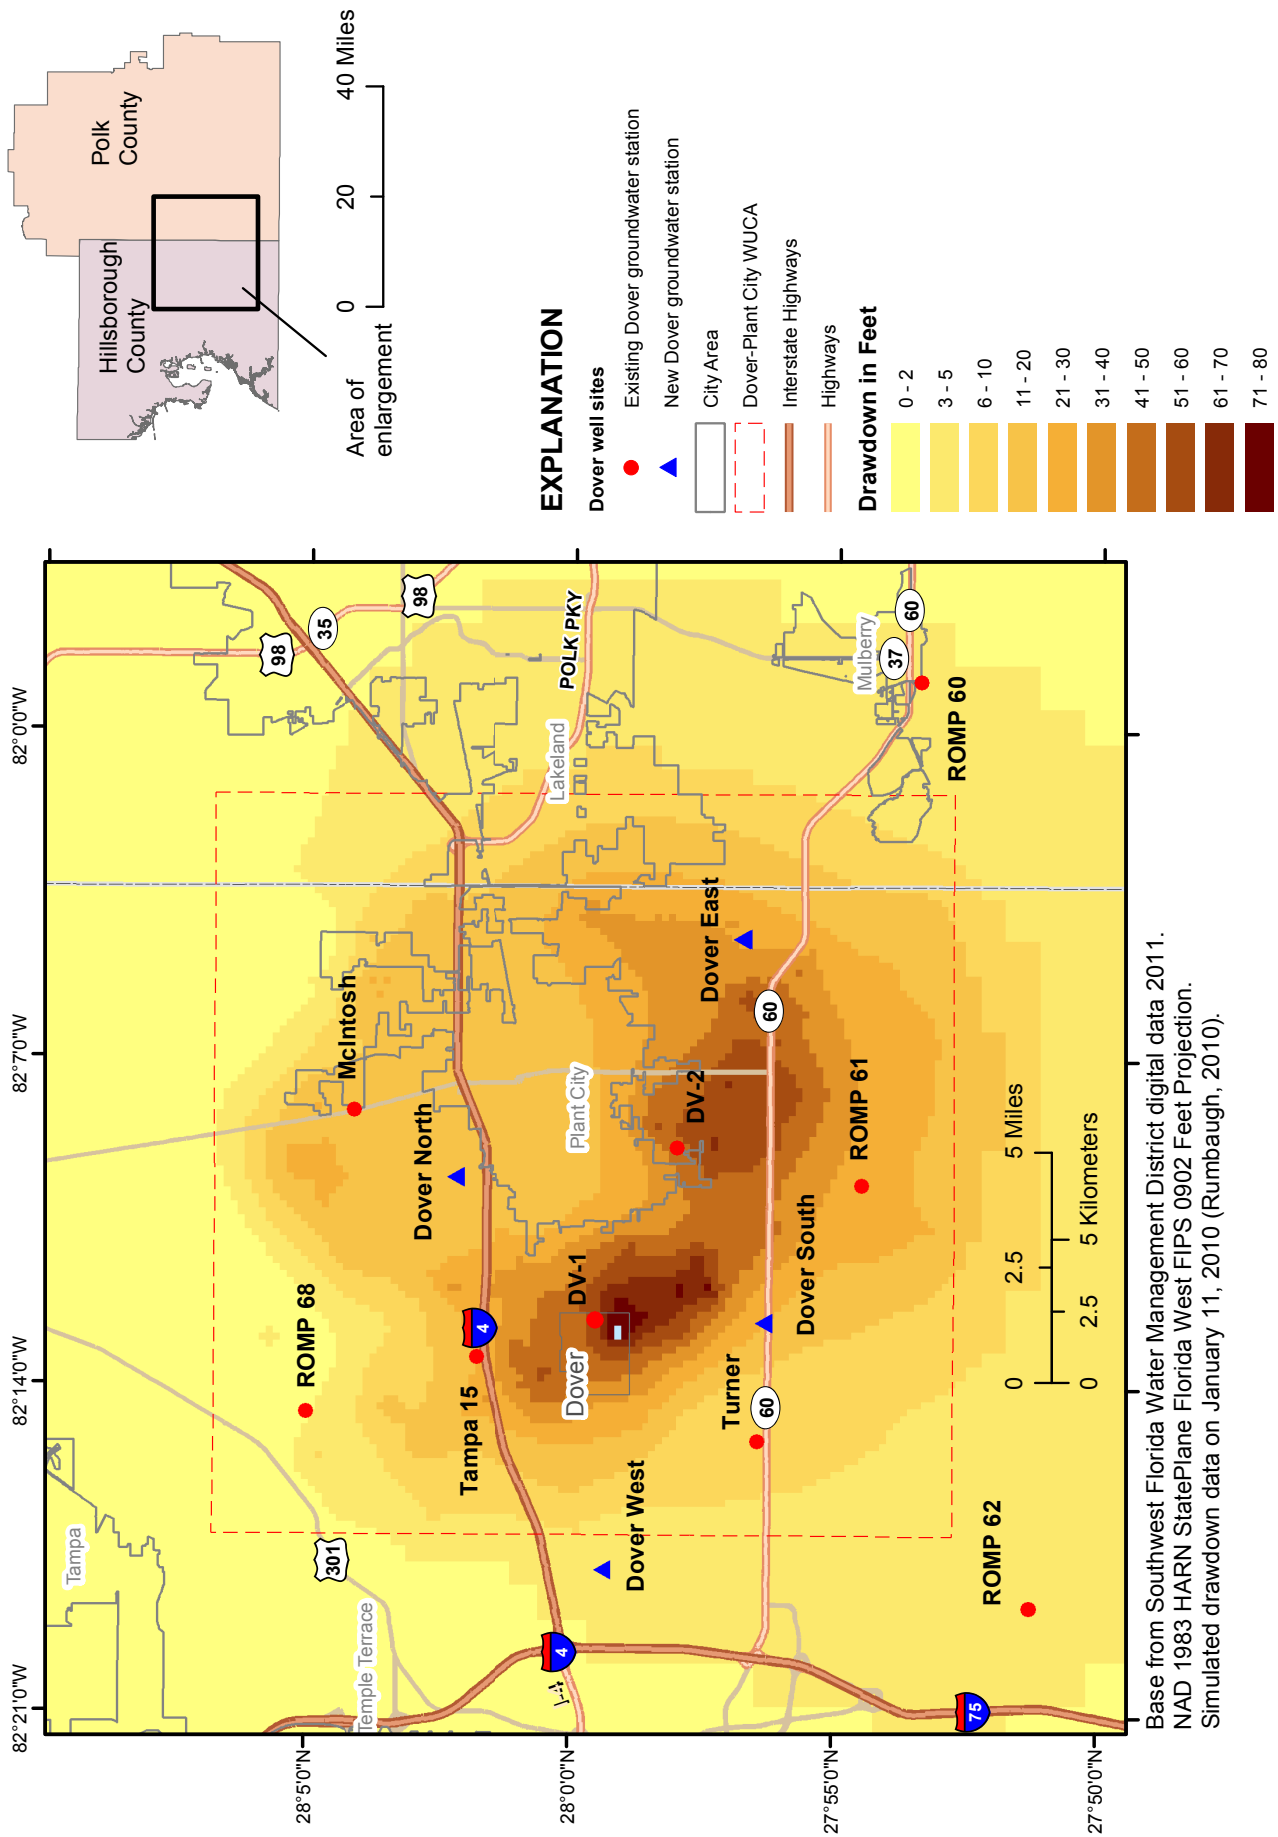 82°21'0"W
82°14'0"W
82°7'0"W
82°0'0"W
28°5'0"N
28°0'0"N
27°55'0"N
27°50'0"N
Tampa
Temple Terrace
301
ROMP 68
McIntosh
98
35
98
Dover North
Tampa 15
4
4
Lakeland
POLK PKY
Plant City
DV-1
Dover
Dover West
DV-2
Dover East
Turner
60
60
Dover South
ROMP 61
Mulberry
37
60
ROMP 60
ROMP 62
75
0
2.5
5 Miles
0
2.5
5 Kilometers
Hillsborough
County
Polk
County
Area of
enlargement
0
20
40 Miles
EXPLANATION
Dover well sites
Existing Dover groundwater station
New Dover groundwater station
City Area
Dover-Plant City WUCA
Interstate Highways
Highways
Drawdown in Feet
0 - 2
3 - 5
6 - 10
11 - 20
21 - 30
31 - 40
41 - 50
51 - 60
61 - 70
71 - 80
Base from Southwest Florida Water Management District digital data 2011.
NAD 1983 HARN StatePlane Florida West FIPS 0902 Feet Projection.
Simulated drawdown data on January 11, 2010 (Rumbaugh, 2010).